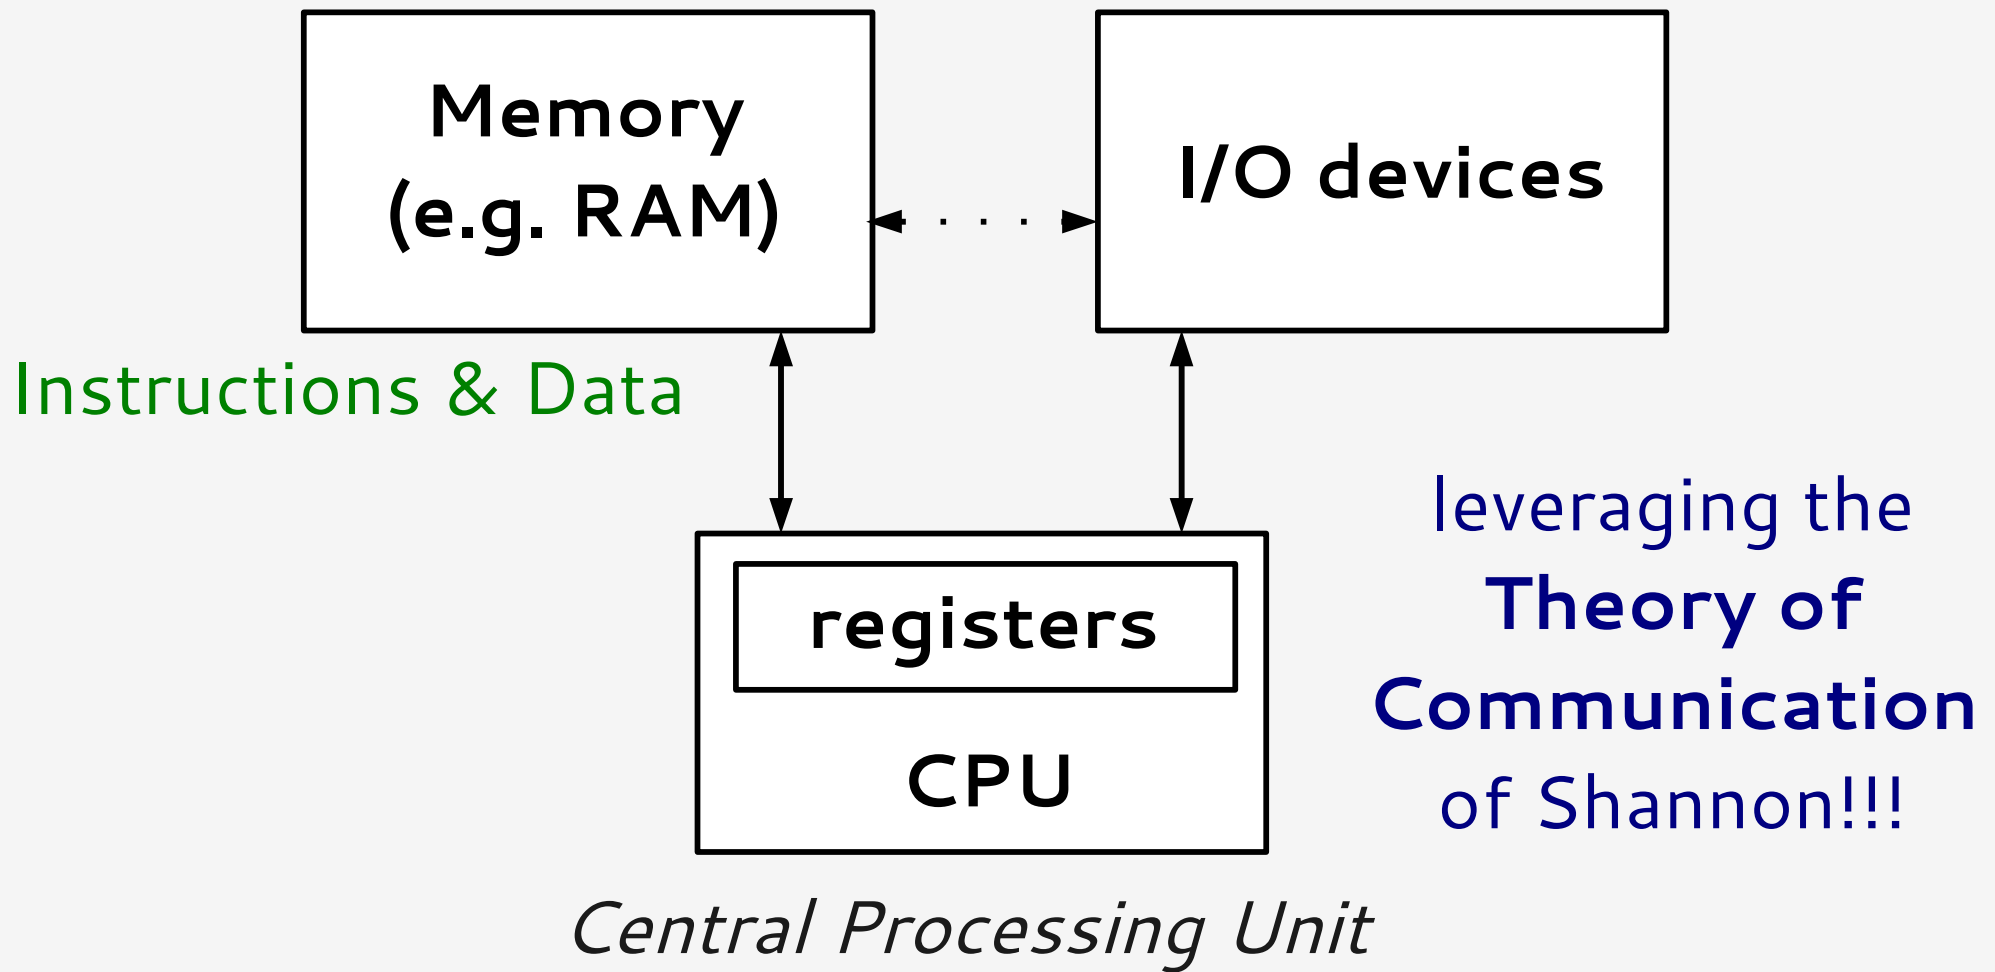 Memory
(e.g. RAM)
I/O devices
Instructions & Data
leveraging the
Theory of
Communication
of Shannon!!!
registers
CPU
Central Processing Unit